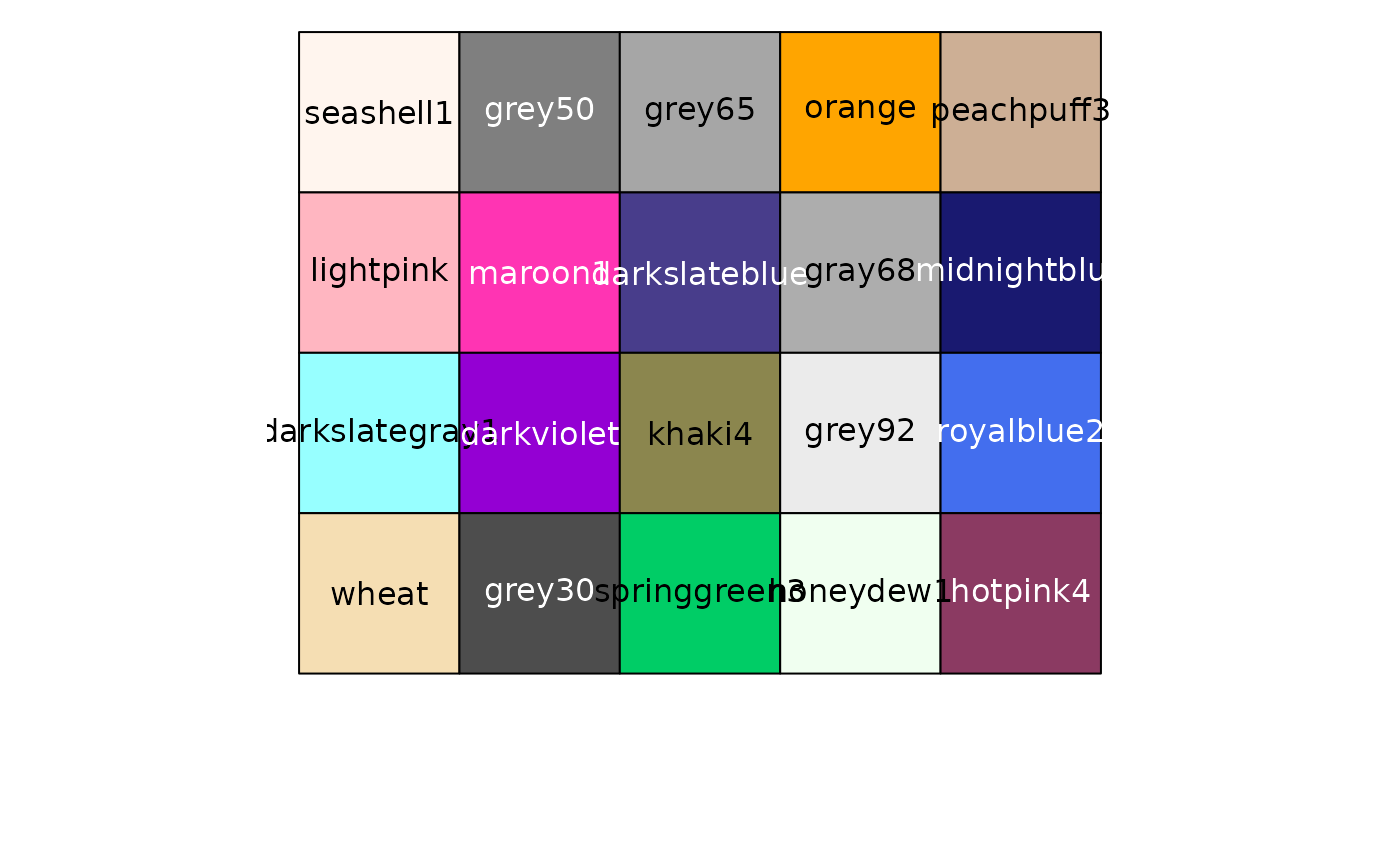 seashell1 grey50 grey65 orange peachpuff3
lightpink maroon1 darkslateblue gray68 midnightblu
darkslategray1 darkviolet khaki4 grey92 royalblue2
wheat grey30 springgreen3 honeydew1 hotpink4